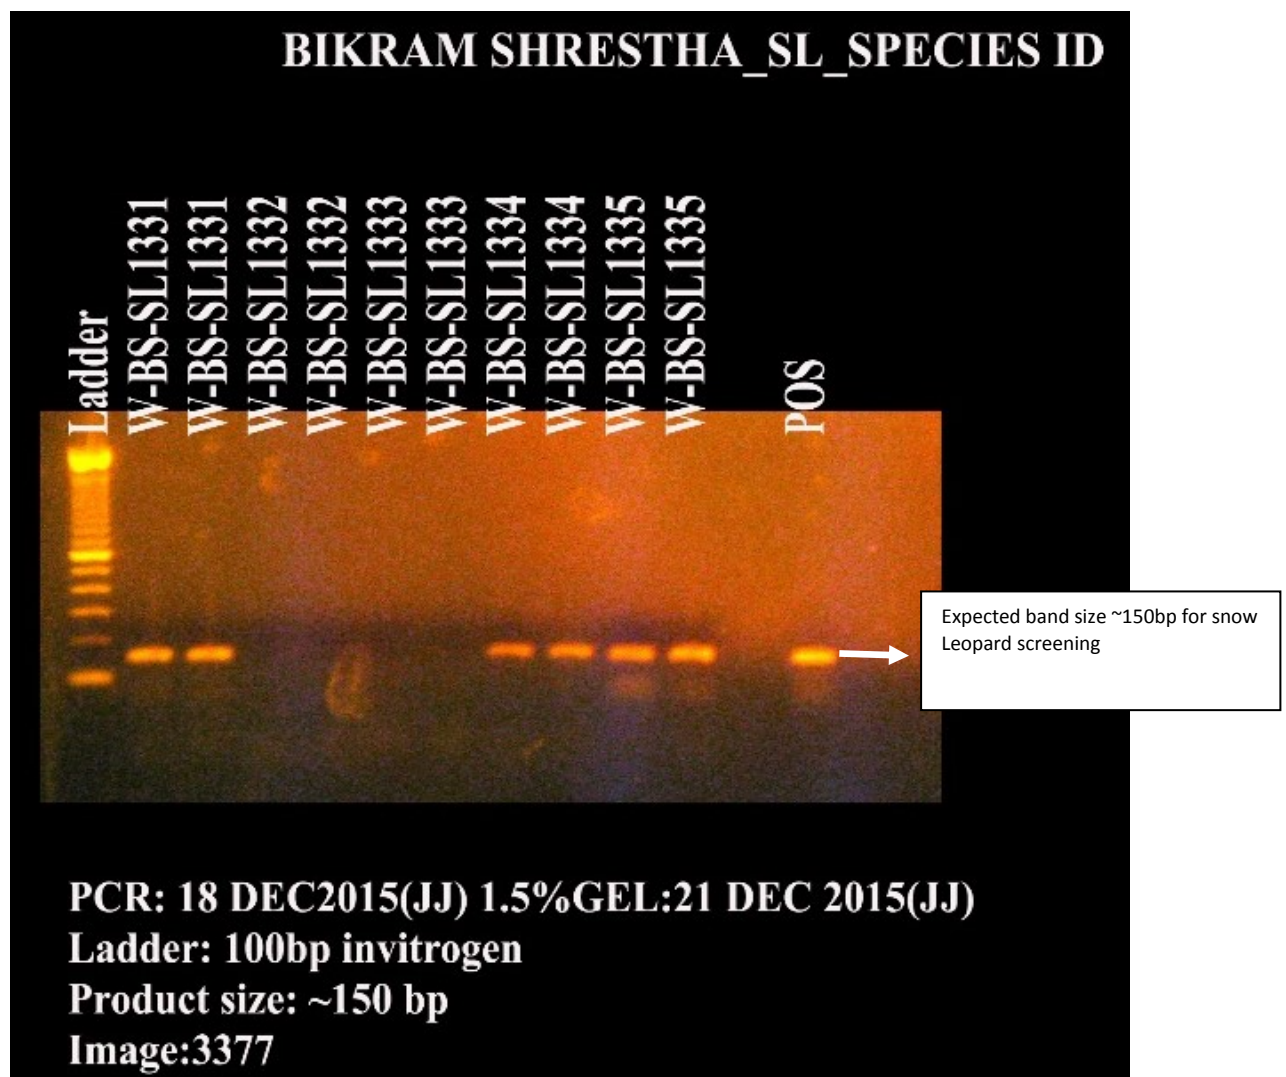 BIKRAM SHRESTHA_SL_SPECIES ID
Ladder
W-BS-SL1331
W-BS-SL1331
W-BS-SL1332
W-BS-SL1332
W-BS-SL1333
W-BS-SL1333
W-BS-SL1334
W-BS-SL1334
W-BS-SL1335
W-BS-SL1335
POS
Expected band size ~150bp for snow
Leopard screening
PCR: 18 DEC2015(JJ) 1.5%GEL:21 DEC 2015(JJ)
Ladder: 100bp invitrogen
Product size: ~150 bp
Image:3377